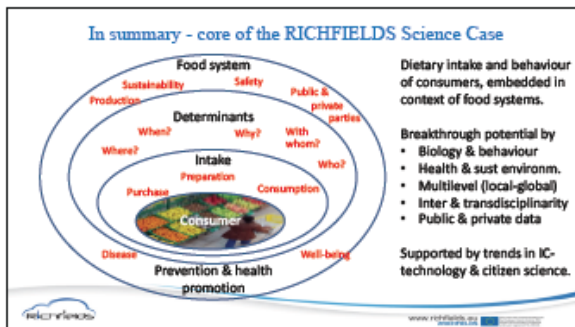 In summary - core of the RICHFIELDS Science Case
Food system
Sustainability
Safety
Production
Public &
private
parties
Determinants
When?
Why?
With
whom?
Where?
Who?
Intake
Preparation
Purchase
Consumption
Consumer
Disease
Well-being
Prevention & health
promotion
Dietary intake and behaviour
of consumers, embedded in
context of food systems.
Breakthrough potential by
• Biology & behaviour
• Health & sust environm.
• Multilevel (local-global)
• Inter & transdisciplinarity
• Public & private data
Supported by trends in IC-
technology & citizen science.
RICHFIELDS
www.richfields.eu